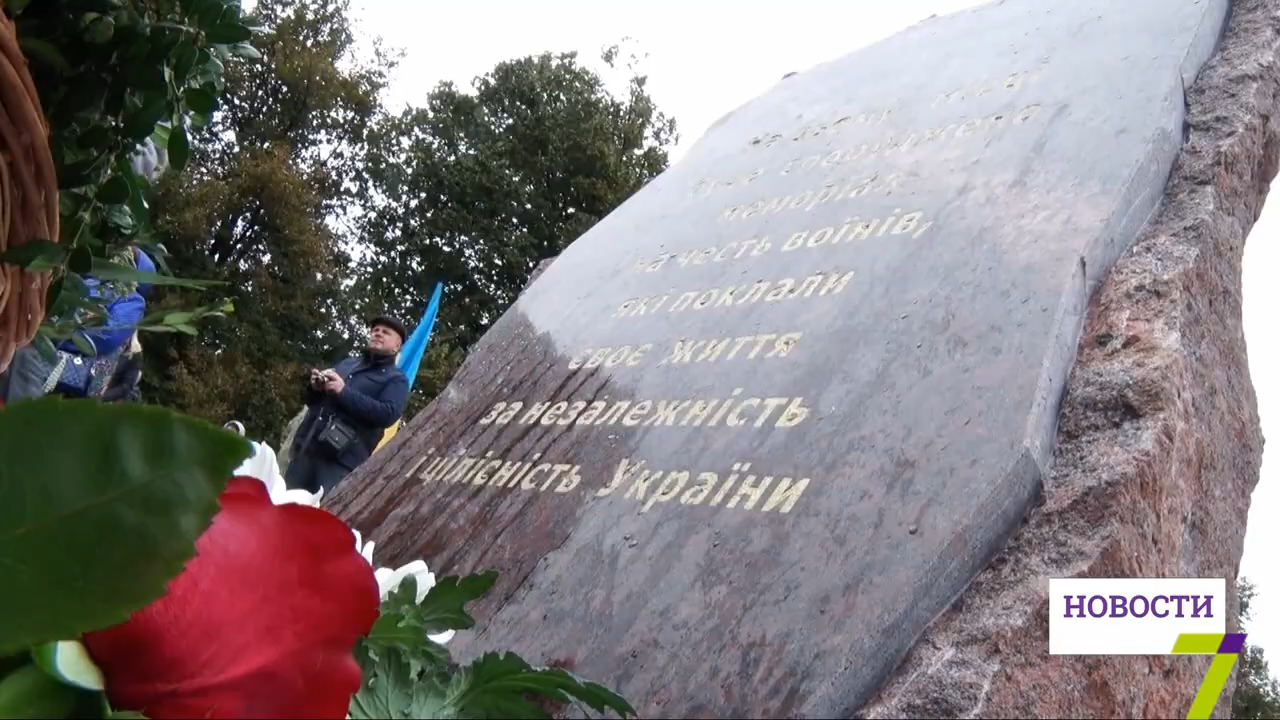 меморіал
на честь воїнів,
які поклали
своє життя
за незалежність
і цілісність України
НОВОСТИ
7